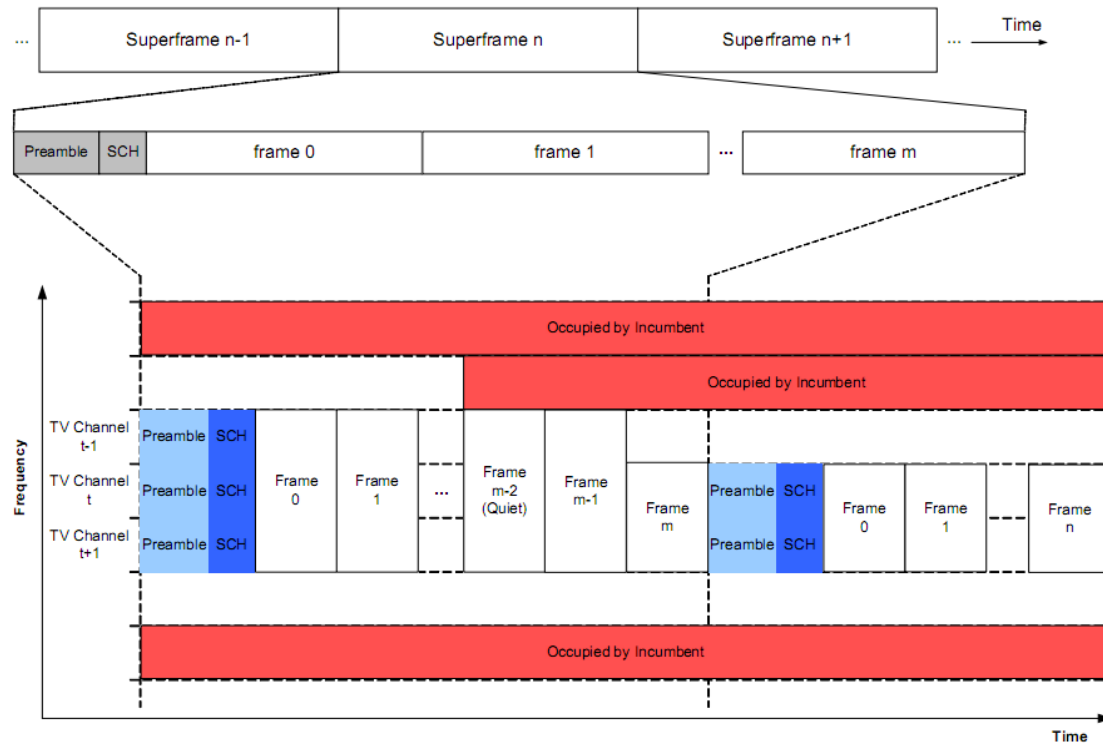 ... Superframe n-1 Superframe n Superframe n+1 ... Time
Preamble SCH frame 0 frame 1 ... frame m
Occupied by Incumbent
Occupied by Incumbent
Frequency
TV Channel
t-1
TV Channel
t
TV Channel
t+1
Preamble SCH
Preamble SCH
Preamble SCH
Frame
0
Frame
1
...
Frame
m-2
(Quiet)
Frame
m-1
Frame
m
Preamble SCH
Preamble SCH
Frame
0
Frame
1
Frame
n
Occupied by Incumbent
Time